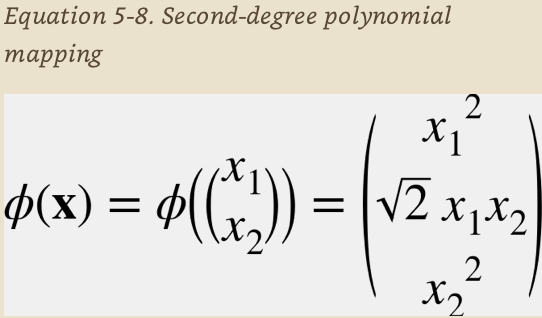 Equation 5-8. Second-degree polynomial
mapping
x₁²
ϕ(𝐱) = ϕ((x₁ x₂)) = (√2 x₁x₂)
x₂²